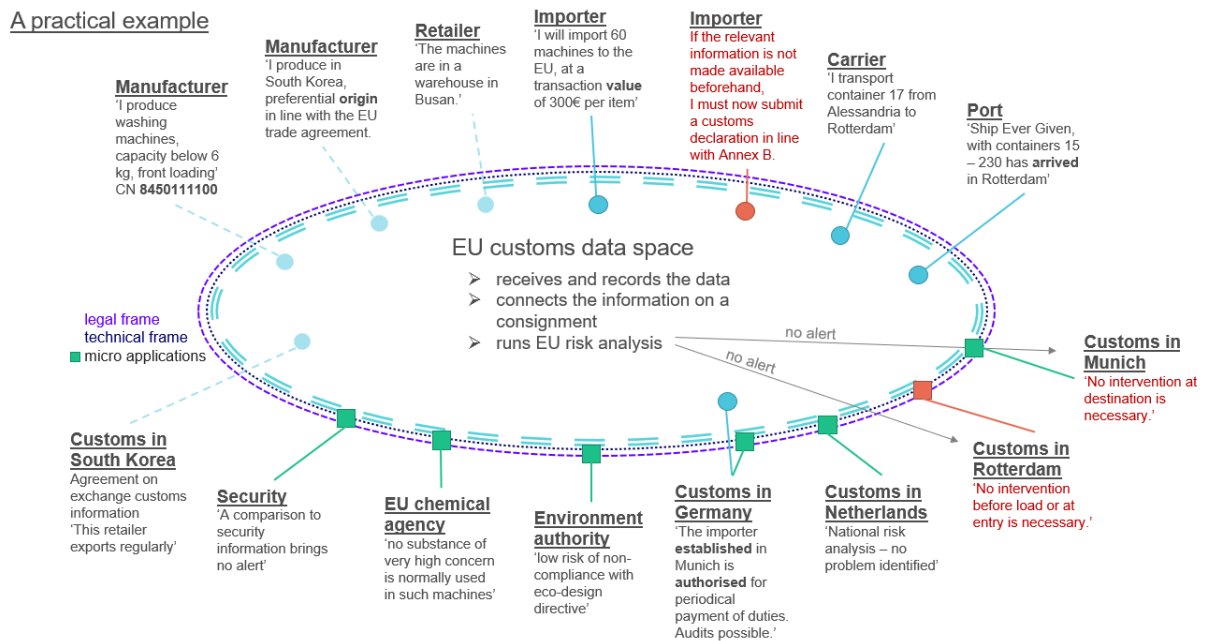 A practical example
Manufacturer
‘I produce
washing
machines,
capacity below 6
kg, front loading’
CN 8450111100
Manufacturer
‘I produce in
South Korea,
preferential origin
in line with the EU
trade agreement.
Retailer
‘The machines
are in a
warehouse in
Busan.’
Importer
‘I will import 60
machines to the
EU, at a
transaction value
of 300€ per item’
Importer
If the relevant
information is not
made available
beforehand,
I must now submit
a customs
declaration in line
with Annex B.
Carrier
‘I transport
container 17 from
Alessandria to
Rotterdam’
Port
‘Ship Ever Given,
with containers 15
– 230 has arrived
in Rotterdam’
EU customs data space
➢ receives and records the data
➢ connects the information on a
consignment
➢ runs EU risk analysis
no alert
no alert
legal frame
technical frame
micro applications
Customs in
Munich
‘No intervention at
destination is
necessary.’
Customs in
Rotterdam
‘No intervention
before load or at
entry is necessary.’
Customs in
South Korea
Agreement on
exchange customs
information
‘This retailer
exports regularly’
Security
‘A comparison to
security
information brings
no alert’
EU chemical
agency
‘no substance of
very high concern
is normally used
in such machines’
Environment
authority
‘low risk of non-
compliance with
eco-design
directive’
Customs in
Germany
‘The importer
established in
Munich is
authorised for
periodical
payment of duties.
Audits possible.’
Customs in
Netherlands
‘National risk
analysis – no
problem identified’